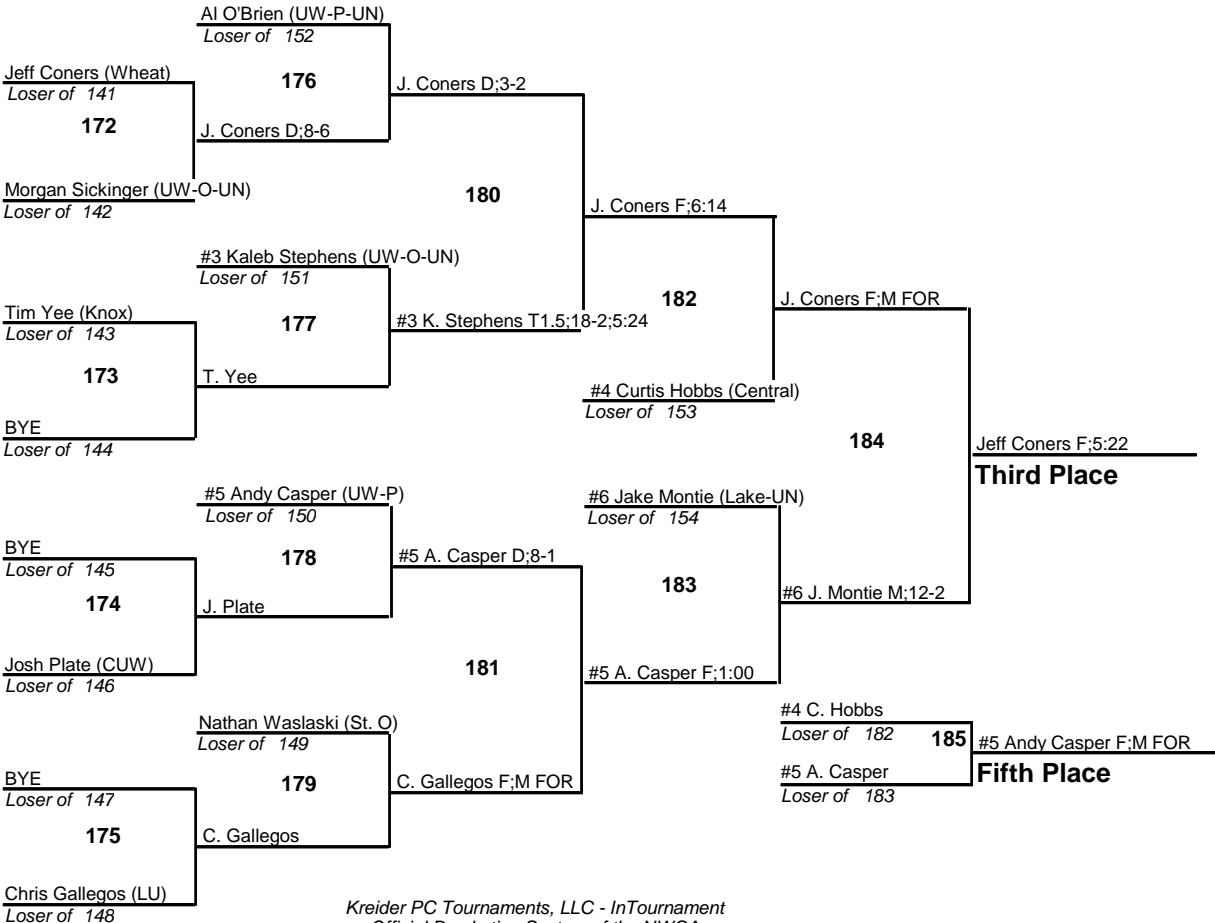 Al O'Brien (UW-P-UN)
Loser of 152
Jeff Coners (Wheat)
Loser of 141
176
J. Coners D;3-2
172
J. Coners D;8-6
Morgan Sickinger (UW-O-UN)
Loser of 142
180
J. Coners F;6:14
#3 Kaleb Stephens (UW-O-UN)
Loser of 151
Tim Yee (Knox)
Loser of 143
177
#3 K. Stephens T1.5;18-2;5:24
182
J. Coners F;M FOR
173
T. Yee
#4 Curtis Hobbs (Central)
Loser of 153
BYE
Loser of 144
184
Jeff Coners F;5:22
Third Place
#5 Andy Casper (UW-P)
Loser of 150
#6 Jake Montie (Lake-UN)
Loser of 154
BYE
Loser of 145
178
#5 A. Casper D;8-1
183
174
J. Plate
#6 J. Montie M;12-2
Josh Plate (CUW)
Loser of 146
181
#5 A. Casper F;1:00
Nathan Waslaski (St. O)
Loser of 149
#4 C. Hobbs
Loser of 182
185
#5 Andy Casper F;M FOR
Fifth Place
#5 A. Casper
Loser of 183
BYE
Loser of 147
179
C. Gallegos F;M FOR
175
C. Gallegos
Chris Gallegos (LU)
Loser of 148
Kreider PC Tournaments, LLC - InTournament